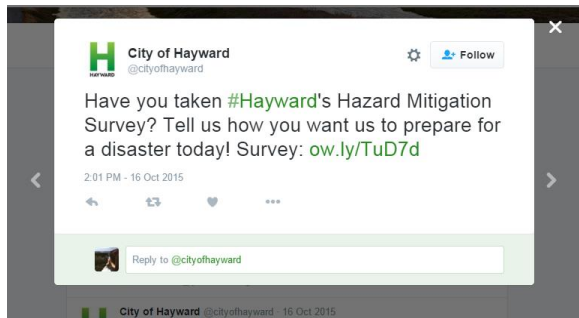 City of Hayward
@cityofhayward
Follow
HAYWARD
Have you taken #Hayward's Hazard Mitigation
Survey? Tell us how you want us to prepare for
a disaster today! Survey: ow.ly/TuD7d
2:01 PM - 16 Oct 2015
Reply to @cityofhayward
City of Hayward @cityofhayward · 16 Oct 2015